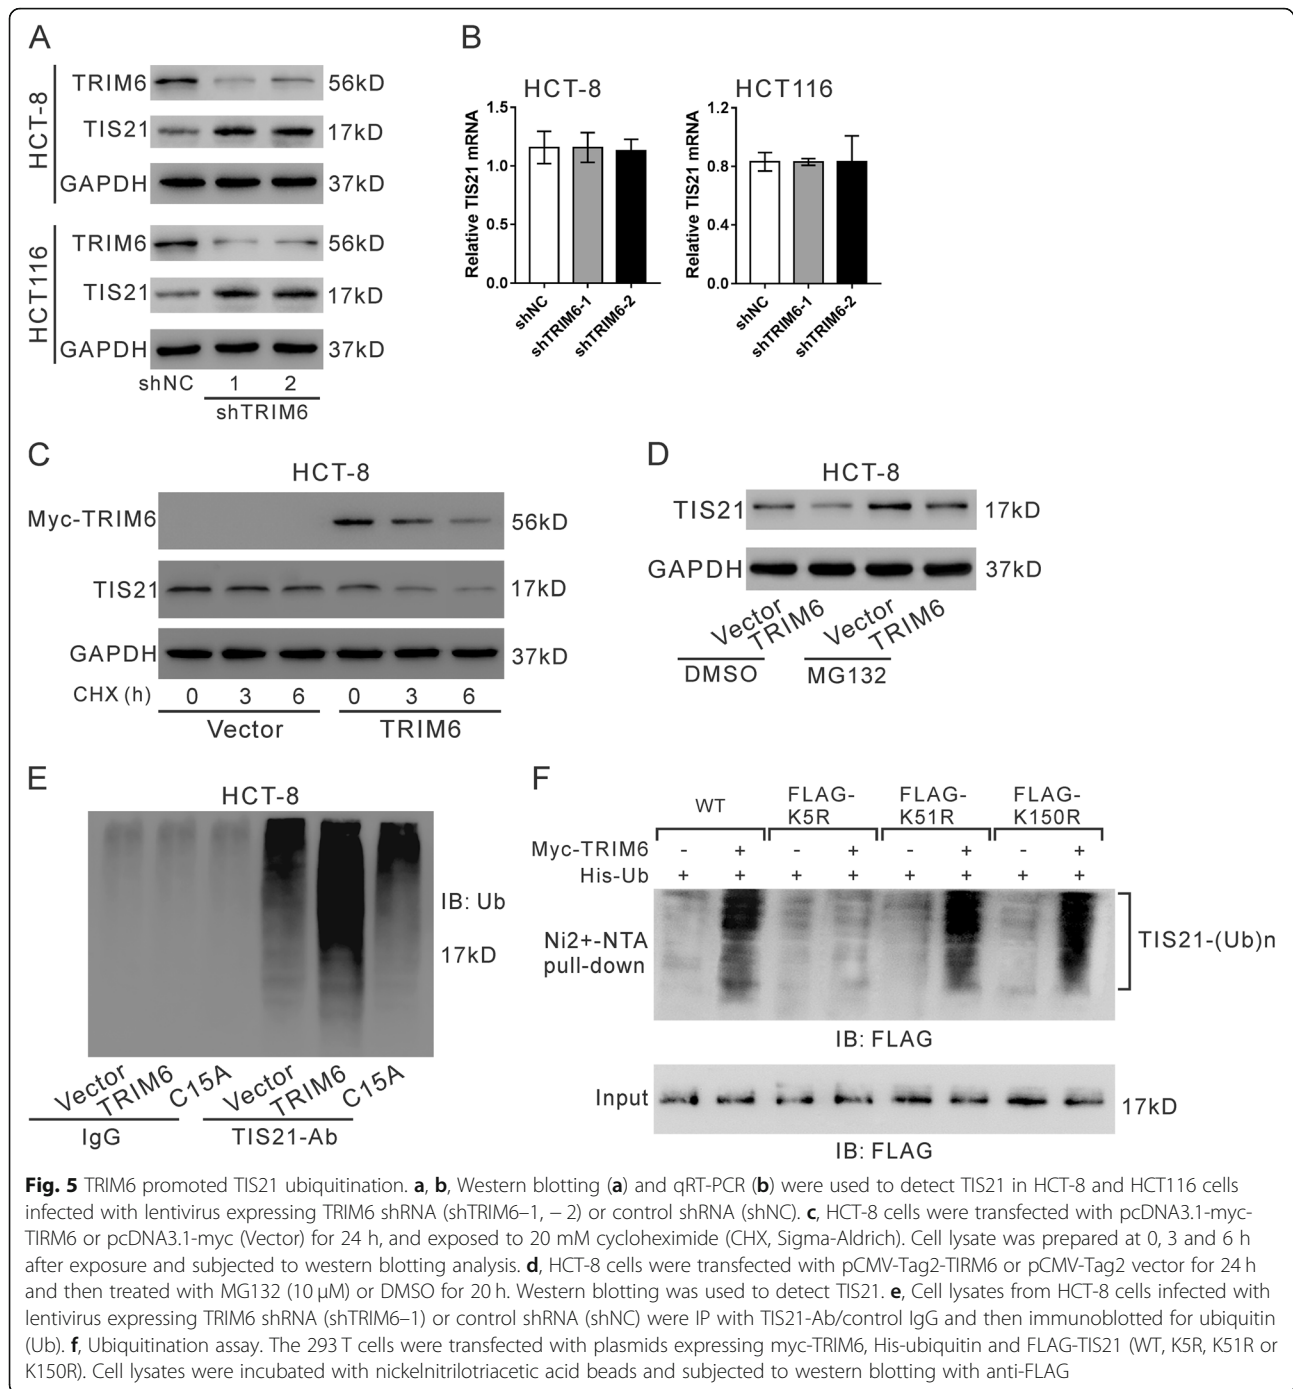 A
HCT-8
TRIM6 56kD
TIS21 17kD
GAPDH 37kD
HCT116
TRIM6 56kD
TIS21 17kD
GAPDH 37kD
shNC 1 2
shTRIM6
B
HCT-8
Relative TIS21 mRNA
1.5
1.0
0.5
0.0
shNC
shTRIM6-1
shTRIM6-2
HCT116
Relative TIS21 mRNA
1.2
0.8
0.4
0.0
shNC
shTRIM6-1
shTRIM6-2
C
HCT-8
Myc-TRIM6 56kD
TIS21 17kD
GAPDH 37kD
CHX (h) 0 3 6 0 3 6
Vector TRIM6
D
HCT-8
TIS21 17kD
GAPDH 37kD
Vector TRIM6 Vector TRIM6
DMSO MG132
E
HCT-8
IB: Ub
17kD
Vector TRIM6 C15A Vector TRIM6 C15A
IgG TIS21-Ab
F
WT FLAG-K5R FLAG-K51R FLAG-K150R
Myc-TRIM6 - + - + - + - +
His-Ub + + + + + + + +
Ni2+-NTA
pull-down
TIS21-(Ub)n
IB: FLAG
Input 17kD
IB: FLAG
Fig. 5 TRIM6 promoted TIS21 ubiquitination. a, b, Western blotting (a) and qRT-PCR (b) were used to detect TIS21 in HCT-8 and HCT116 cells
infected with lentivirus expressing TRIM6 shRNA (shTRIM6–1, − 2) or control shRNA (shNC). c, HCT-8 cells were transfected with pcDNA3.1-myc-
TIRM6 or pcDNA3.1-myc (Vector) for 24 h, and exposed to 20 mM cycloheximide (CHX, Sigma-Aldrich). Cell lysate was prepared at 0, 3 and 6 h
after exposure and subjected to western blotting analysis. d, HCT-8 cells were transfected with pCMV-Tag2-TIRM6 or pCMV-Tag2 vector for 24 h
and then treated with MG132 (10 μM) or DMSO for 20 h. Western blotting was used to detect TIS21. e, Cell lysates from HCT-8 cells infected with
lentivirus expressing TRIM6 shRNA (shTRIM6–1) or control shRNA (shNC) were IP with TIS21-Ab/control IgG and then immunoblotted for ubiquitin
(Ub). f, Ubiquitination assay. The 293 T cells were transfected with plasmids expressing myc-TRIM6, His-ubiquitin and FLAG-TIS21 (WT, K5R, K51R or
K150R). Cell lysates were incubated with nickelnitrilotriacetic acid beads and subjected to western blotting with anti-FLAG